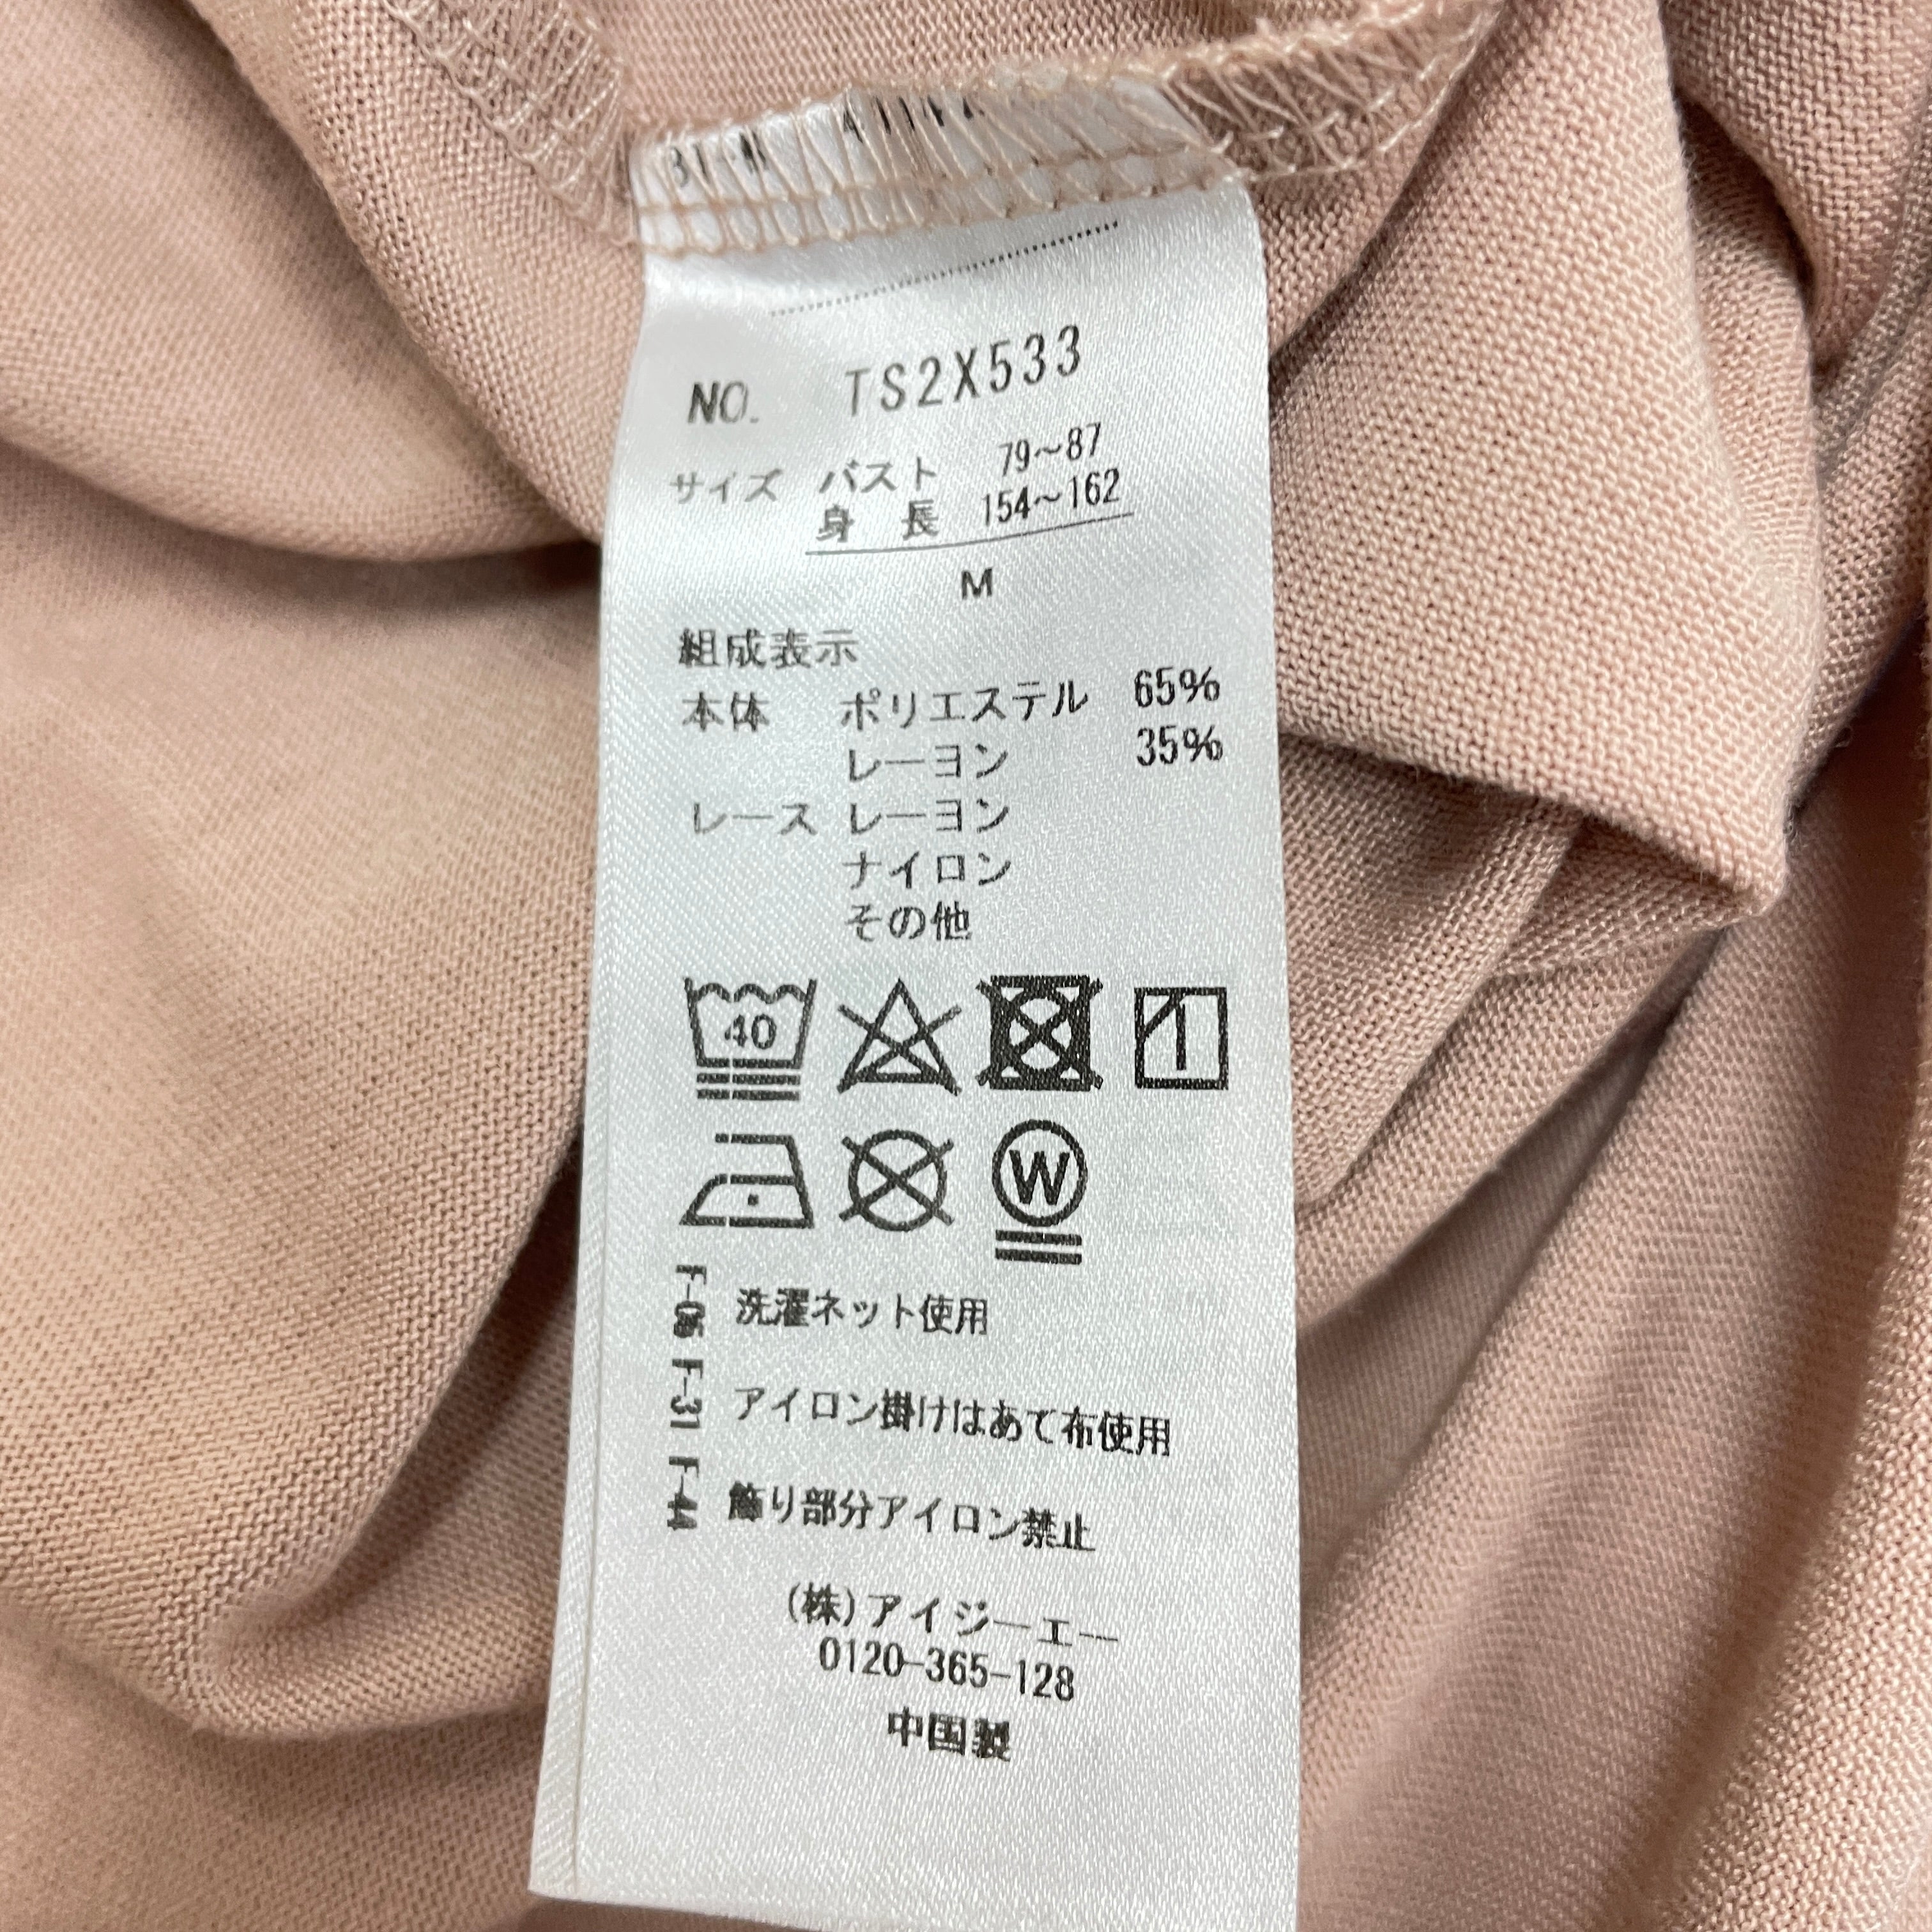 NO. TS2X533
サイズ バスト 79~87
身 長 154~162
M
組成表示
本体 ポリエステル 65%
レーヨン 35%
レース レーヨン
ナイロン
その他
40
W
F-06 洗濯ネット使用
F-31 アイロン掛けはあて布使用
F-44 飾り部分アイロン禁止
(株)アイジーエー
0120-365-128
中国製